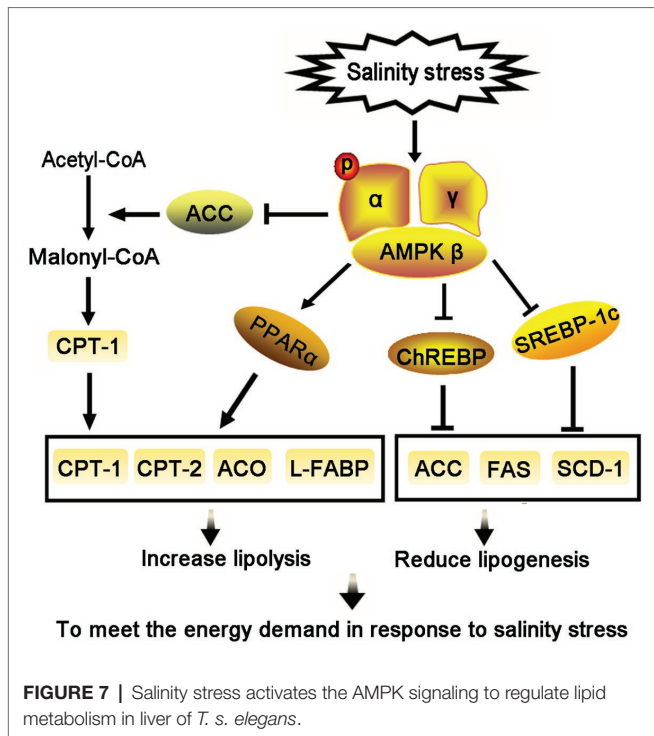 Salinity stress
p
α
γ
AMPK β
Acetyl-CoA
ACC
Malonyl-CoA
CPT-1
PPARα
ChREBP
SREBP-1c
CPT-1 CPT-2 ACO L-FABP
ACC FAS SCD-1
Increase lipolysis
Reduce lipogenesis
To meet the energy demand in response to salinity stress
FIGURE 7 | Salinity stress activates the AMPK signaling to regulate lipid
metabolism in liver of T. s. elegans.